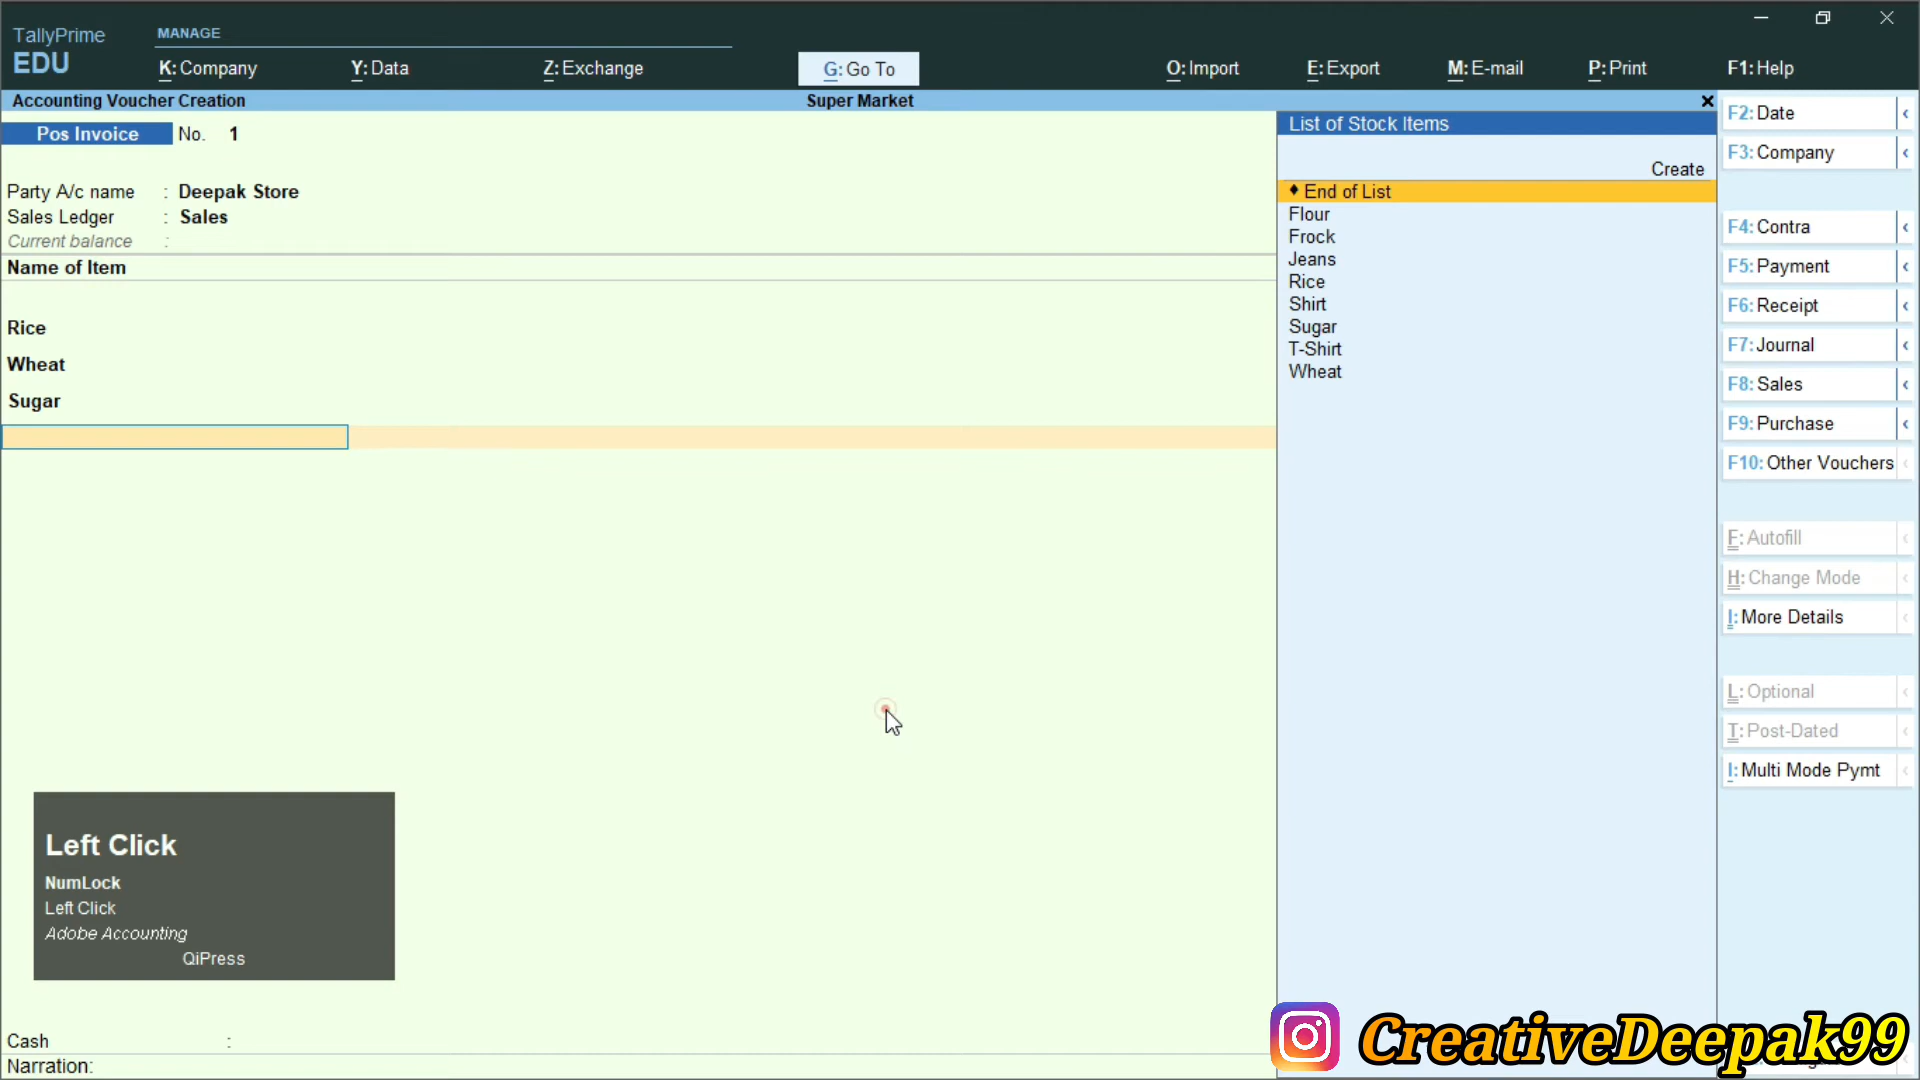 TallyPrime
EDU
MANAGE
K: Company
Y: Data
Z: Exchange
G: Go To
O: Import
E: Export
M: E-mail
P: Print
F1: Help
Accounting Voucher Creation
Super Market
Pos Invoice No. 1
Party A/c name : Deepak Store
Sales Ledger : Sales
Current balance :
Name of Item
Rice
Wheat
Sugar
List of Stock Items
Create
♦ End of List
Flour
Frock
Jeans
Rice
Shirt
Sugar
T-Shirt
Wheat
F2: Date
F3: Company
F4: Contra
F5: Payment
F6: Receipt
F7: Journal
F8: Sales
F9: Purchase
F10: Other Vouchers
F: Autofill
H: Change Mode
I: More Details
L: Optional
T: Post-Dated
I: Multi Mode Pymt
Left Click
NumLock
Left Click
Adobe Accounting
QiPress
Cash :
Narration:
CreativeDeepak99